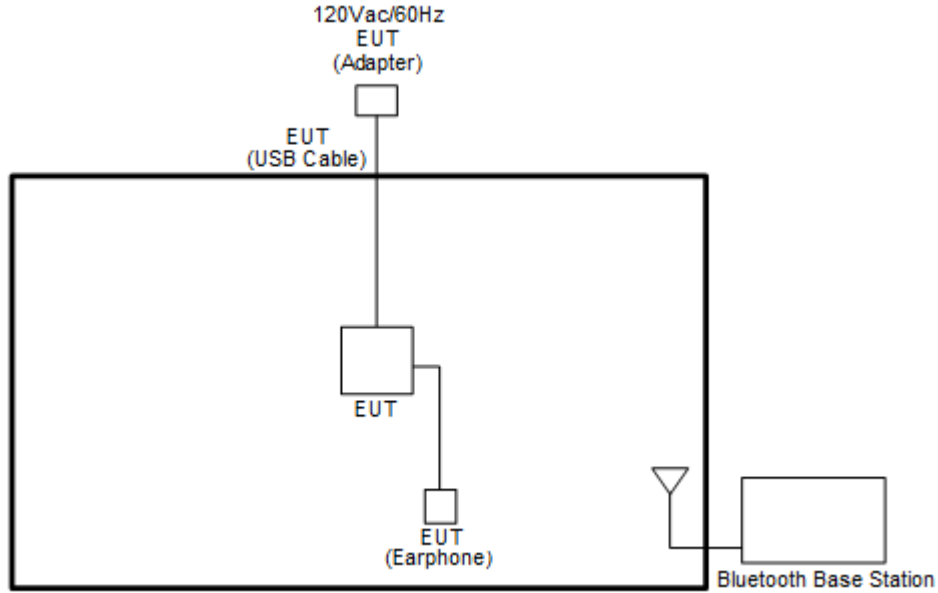 120Vac/60Hz
EUT
(Adapter)
EUT
(USB Cable)
EUT
EUT
(Earphone)
Bluetooth Base Station